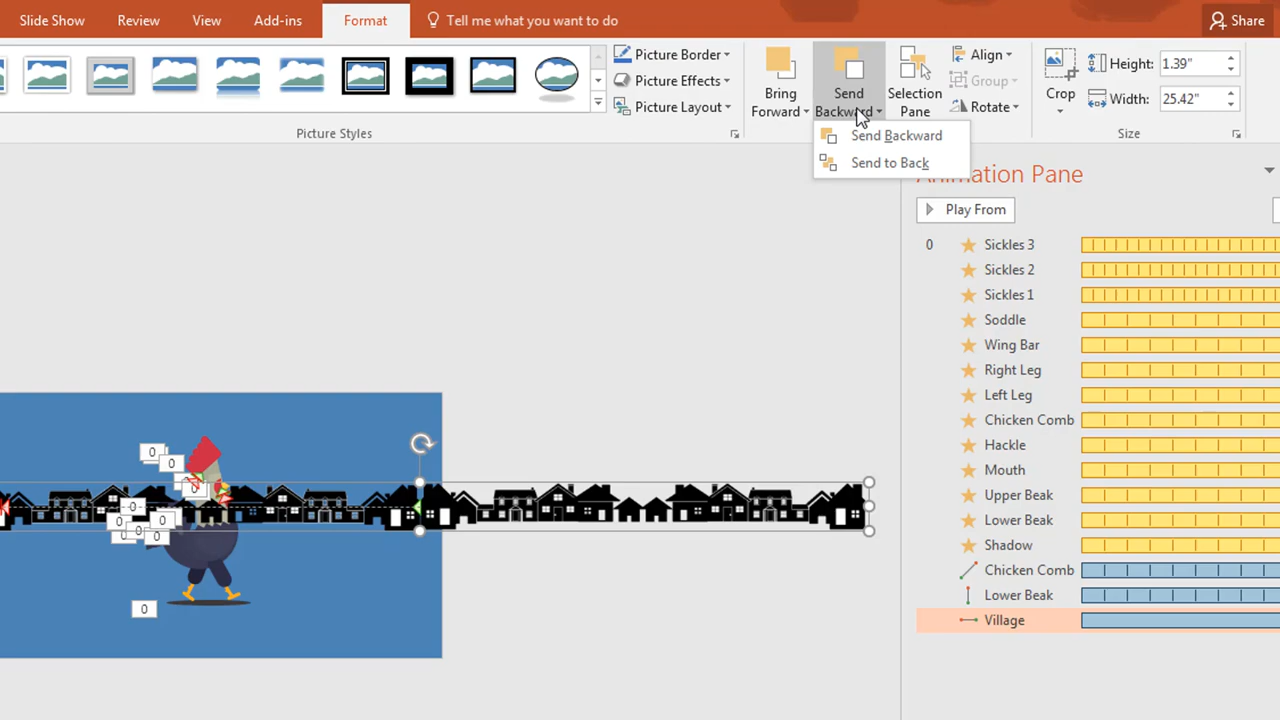 Slide Show Review View Add-ins Format Tell me what you want to do Share
Picture Border
Picture Effects
Picture Layout
Picture Styles
Bring
Forward
Send
Backward
Selection
Pane
Align
Group
Rotate
Crop
Height: 1.39"
Width: 25.42"
Size
Send Backward
Send to Back
Animation Pane
Play From
0 Sickles 3
Sickles 2
Sickles 1
Soddle
Wing Bar
Right Leg
Left Leg
Chicken Comb
Hackle
Mouth
Upper Beak
Lower Beak
Shadow
Chicken Comb
Lower Beak
Village
0
0
0
0
0
0
0
0
0
0